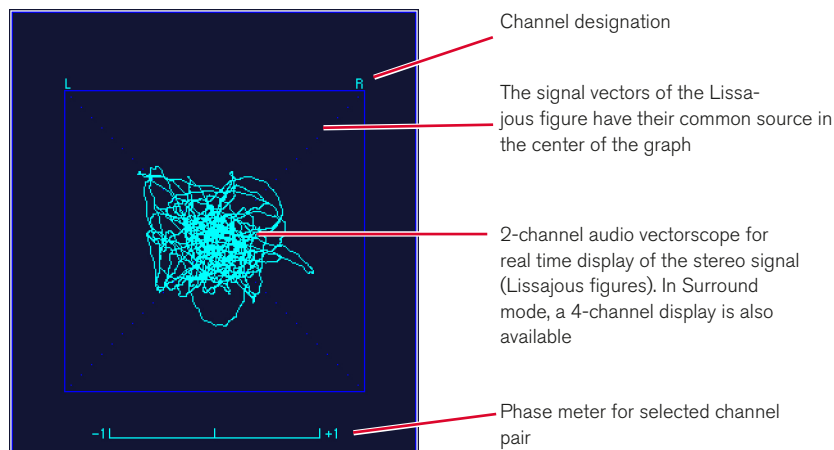 Channel designation
L R
The signal vectors of the Lissa-
jous figure have their common source in
the center of the graph
2-channel audio vectorscope for
real time display of the stereo signal
(Lissajous figures). In Surround
mode, a 4-channel display is also
available
Phase meter for selected channel
pair
-1 +1